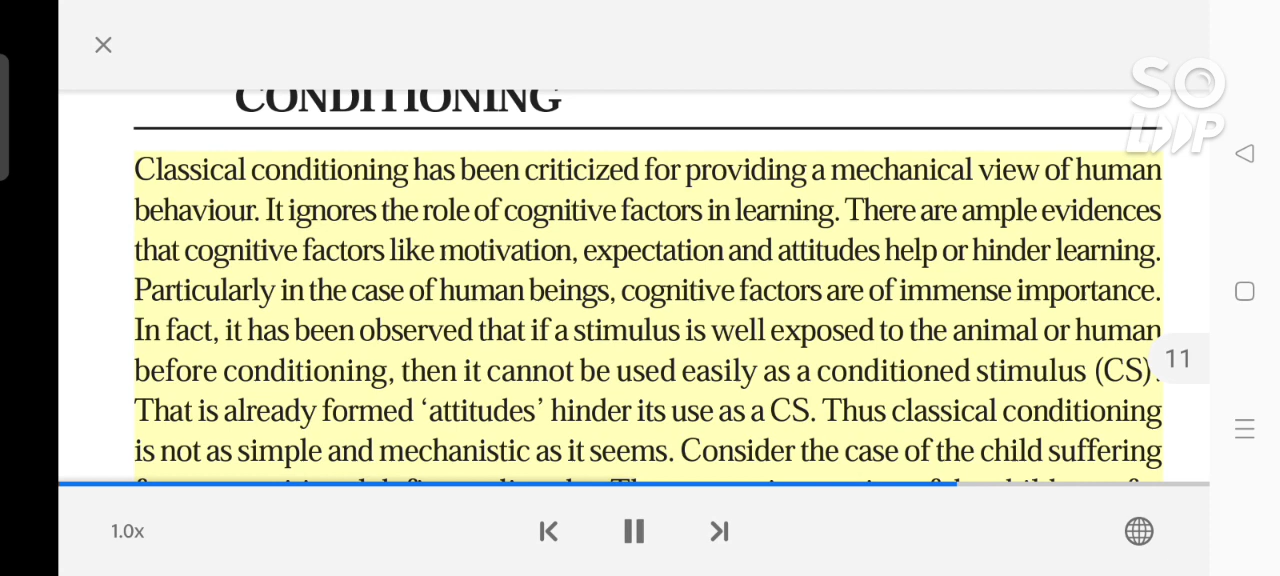 CONDITIONING
SO
LOOP
Classical conditioning has been criticized for providing a mechanical view of human
behaviour. It ignores the role of cognitive factors in learning. There are ample evidences
that cognitive factors like motivation, expectation and attitudes help or hinder learning.
Particularly in the case of human beings, cognitive factors are of immense importance.
In fact, it has been observed that if a stimulus is well exposed to the animal or human
before conditioning, then it cannot be used easily as a conditioned stimulus (CS).
11
That is already formed ‘attitudes’ hinder its use as a CS. Thus classical conditioning
is not as simple and mechanistic as it seems. Consider the case of the child suffering
1.0x